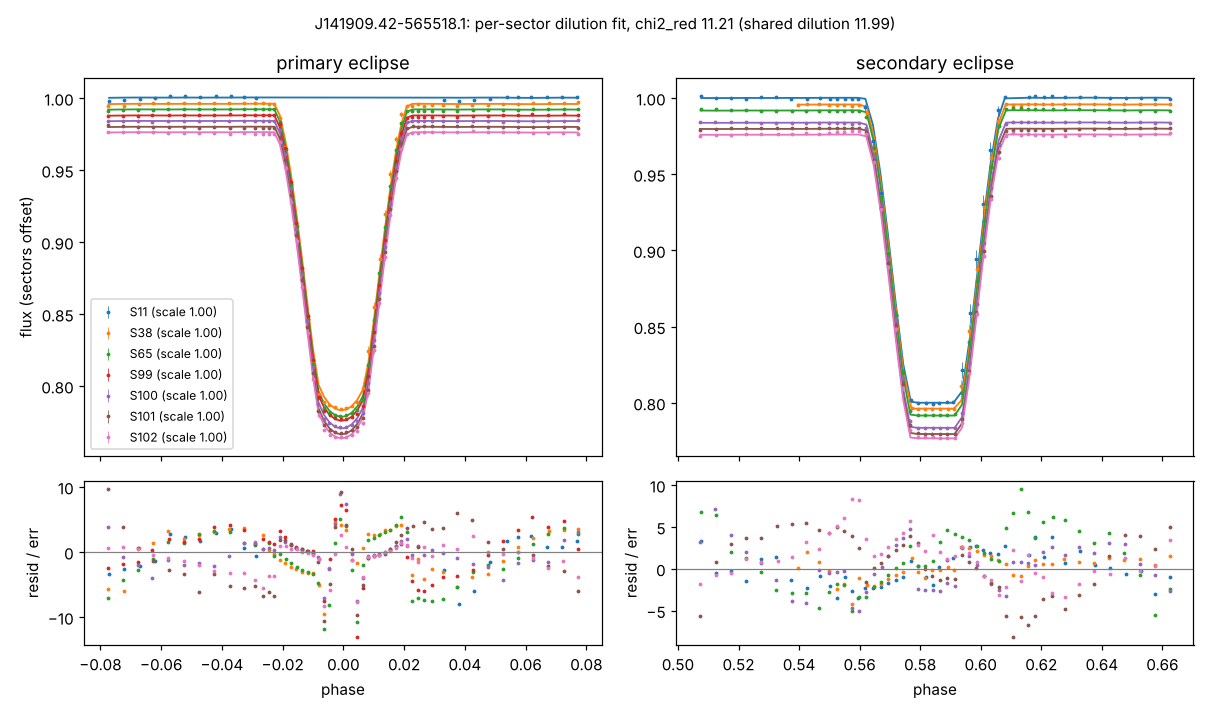 J141909.42-565518.1: per-sector dilution fit, chi2_red 11.21 (shared dilution 11.99)
primary eclipse
secondary eclipse
flux (sectors offset)
1.00
0.95
0.90
0.85
0.80
S11 (scale 1.00)
S38 (scale 1.00)
S65 (scale 1.00)
S99 (scale 1.00)
S100 (scale 1.00)
S101 (scale 1.00)
S102 (scale 1.00)
1.00
0.95
0.90
0.85
0.80
resid / err
10
0
−10
−0.08 −0.06 −0.04 −0.02 0.00 0.02 0.04 0.06 0.08
phase
resid / err
10
5
0
−5
0.50 0.52 0.54 0.56 0.58 0.60 0.62 0.64 0.66
phase